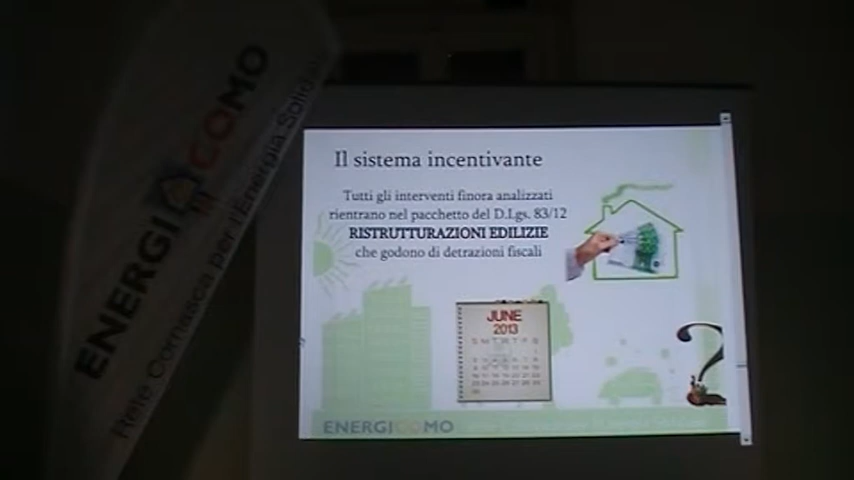 ENERGICOMO
Rete Comasca per l'Energia Solidale
Il sistema incentivante
Tutti gli interventi finora analizzati
rientrano nel pacchetto del D.Lgs. 83/12
RISTRUTTURAZIONI EDILIZIE
che godono di detrazioni fiscali
JUNE
2013
S M T W T F S
?
ENERGICOMO